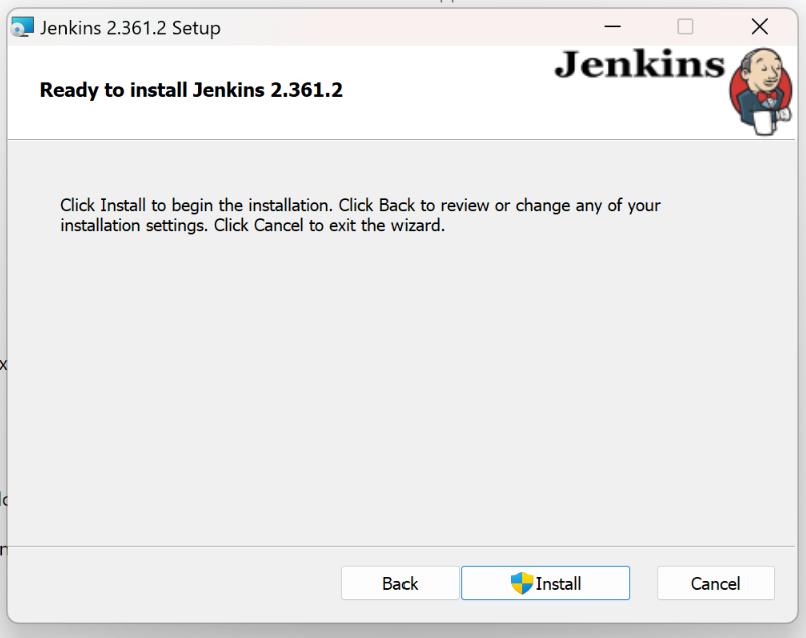 Jenkins 2.361.2 Setup
Jenkins
Ready to install Jenkins 2.361.2
Click Install to begin the installation. Click Back to review or change any of your
installation settings. Click Cancel to exit the wizard.
Back
Install
Cancel